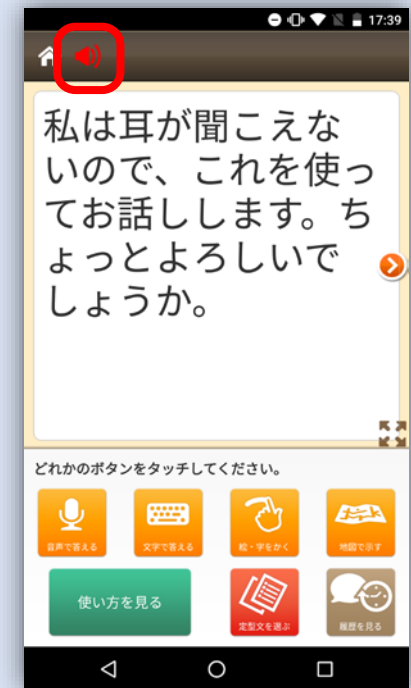 17:39
私は耳が聞こえな
いので、これを使っ
てお話しします。ち
ょっとよろしいで
しょうか。
どれかのボタンをタッチしてください。
音声で答える 文字で答える 絵・字をかく 地図で示す
使い方を見る 定型文を選ぶ 履歴を見る